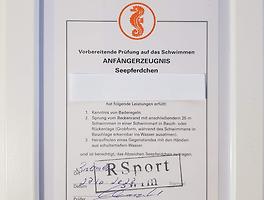 Vorbereitende Prüfung auf das Schwimmen
ANFÄNGERZEUGNIS
Seepferdchen
hat folgende Leistungen erfüllt:
1. Kenntnis von Baderegeln.
2. Sprung vom Beckenrand mit anschließendem 25 m
Schwimmen in einer Schwimmart in Bauch- oder
Rückenlage (Grobform, während des Schwimmens in
Bauchlage erkennbar ins Wasser ausatmen).
3. Heraufholen eines Gegenstandes mit den Händen
aus schultertiefem Wasser.
und ist berechtigt, das Abzeichen Seepferdchen zu tragen.
RSport